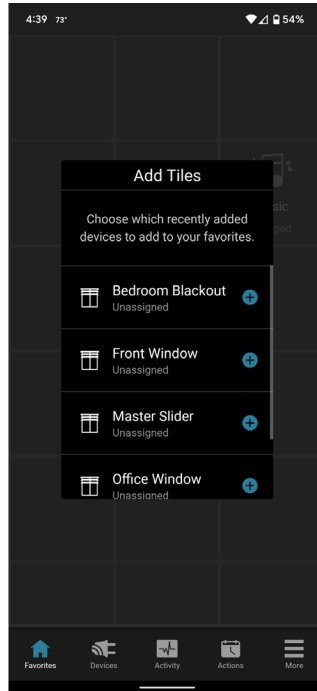 4:39 73° 54%
Add Tiles
Choose which recently added
devices to add to your favorites.
Bedroom Blackout
Unassigned
Front Window
Unassigned
Master Slider
Unassigned
Office Window
Unassigned
Favorites Devices Activity Actions More